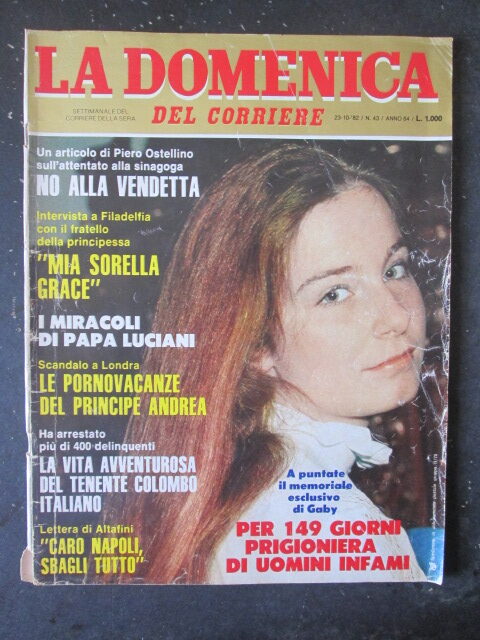 LA DOMENICA
SETTIMANALE DEL
CORRIERE DELLA SERA
DEL CORRIERE
23-10-'82 / N. 43 / ANNO 84 / L. 1.000
Un articolo di Piero Ostellino
sull'attentato alla sinagoga
NO ALLA VENDETTA
Intervista a Filadelfia
con il fratello
della principessa
"MIA SORELLA
GRACE"
I MIRACOLI
DI PAPA LUCIANI
Scandalo a Londra
LE PORNOVACANZE
DEL PRINCIPE ANDREA
Ha arrestato
più di 400 delinquenti
LA VITA AVVENTUROSA
DEL TENENTE COLOMBO
ITALIANO
Lettera di Altafini
"CARO NAPOLI,
SBAGLI TUTTO"
A puntate
il memoriale
esclusivo
di Gaby
PER 149 GIORNI
PRIGIONIERA
DI UOMINI INFAMI